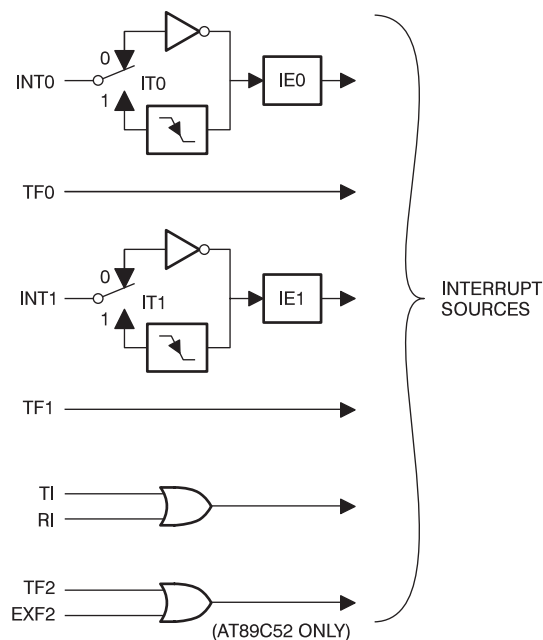 0
INT0
IT0
IE0
1
TF0
0
INT1
IT1
IE1
1
INTERRUPT
SOURCES
TF1
TI
RI
TF2
EXF2
(AT89C52 ONLY)